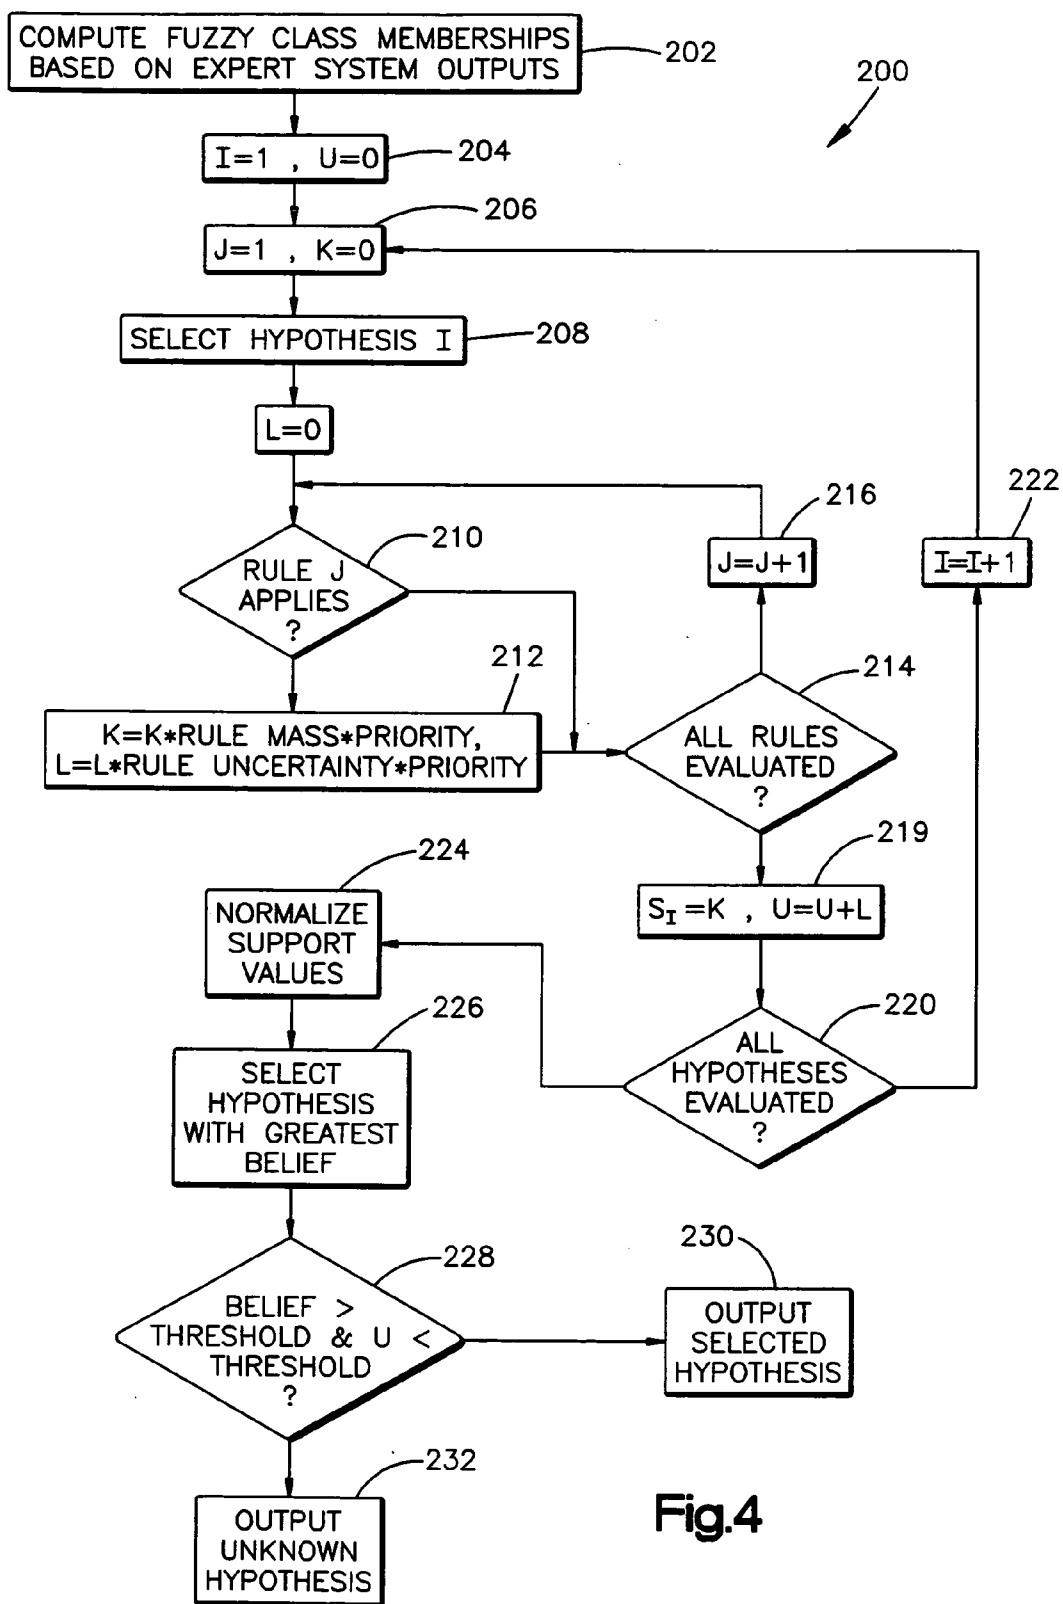 COMPUTE FUZZY CLASS MEMBERSHIPS
BASED ON EXPERT SYSTEM OUTPUTS
202
200
I=1 , U=0
204
206
J=1 , K=0
SELECT HYPOTHESIS I
208
L=0
216
222
210
J=J+1
I=I+1
RULE J
APPLIES
?
212
214
K=K*RULE MASS*PRIORITY,
L=L*RULE UNCERTAINTY*PRIORITY
ALL RULES
EVALUATED
?
219
224
S_I=K , U=U+L
NORMALIZE
SUPPORT
VALUES
226
220
ALL
HYPOTHESES
EVALUATED
?
SELECT
HYPOTHESIS
WITH GREATEST
BELIEF
228
230
BELIEF >
THRESHOLD & U <
THRESHOLD
?
OUTPUT
SELECTED
HYPOTHESIS
232
OUTPUT
UNKNOWN
HYPOTHESIS
Fig.4